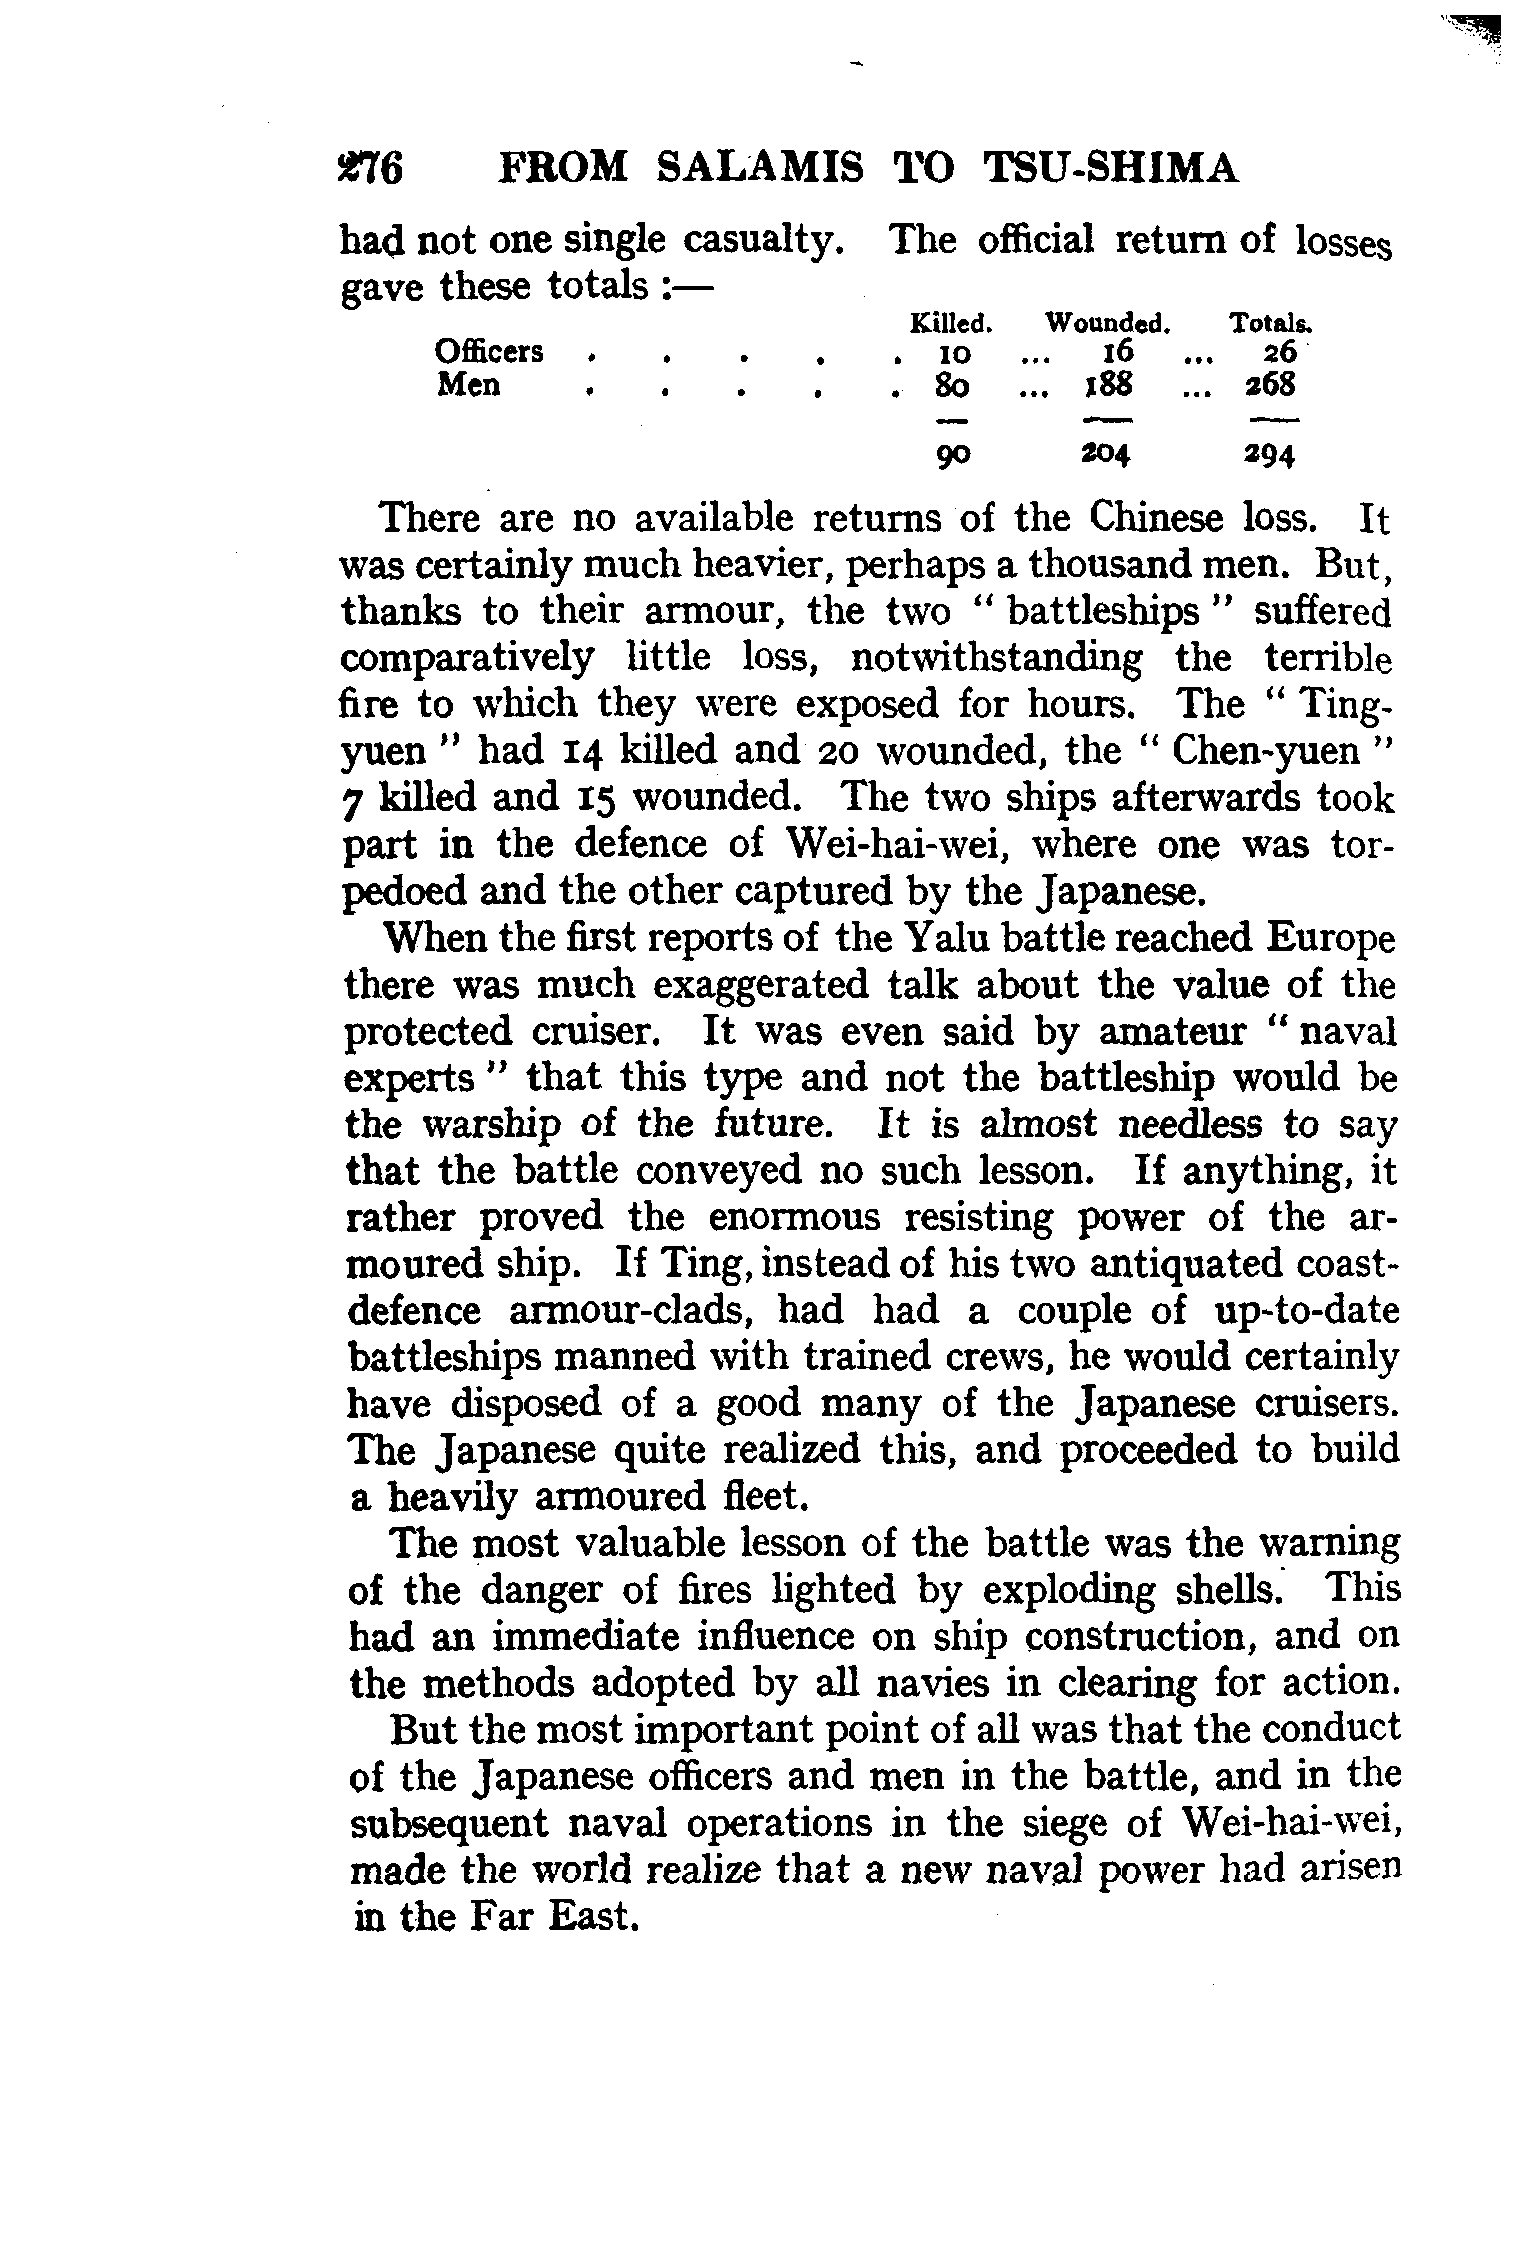 276 FROM SALAMIS TO TSU-SHIMA
had not one single casualty. The official return of losses
gave these totals :—
Killed. Wounded. Totals.
Officers . . . . . 10 ... 16 ... 26
Men . . . . . 80 ... 188 ... 268
90 204 294
There are no available returns of the Chinese loss. It
was certainly much heavier, perhaps a thousand men. But,
thanks to their armour, the two " battleships " suffered
comparatively little loss, notwithstanding the terrible
fire to which they were exposed for hours. The " Ting-
yuen " had 14 killed and 20 wounded, the " Chen-yuen "
7 killed and 15 wounded. The two ships afterwards took
part in the defence of Wei-hai-wei, where one was tor-
pedoed and the other captured by the Japanese.
When the first reports of the Yalu battle reached Europe
there was much exaggerated talk about the value of the
protected cruiser. It was even said by amateur " naval
experts " that this type and not the battleship would be
the warship of the future. It is almost needless to say
that the battle conveyed no such lesson. If anything, it
rather proved the enormous resisting power of the ar-
moured ship. If Ting, instead of his two antiquated coast-
defence armour-clads, had had a couple of up-to-date
battleships manned with trained crews, he would certainly
have disposed of a good many of the Japanese cruisers.
The Japanese quite realized this, and proceeded to build
a heavily armoured fleet.
The most valuable lesson of the battle was the warning
of the danger of fires lighted by exploding shells. This
had an immediate influence on ship construction, and on
the methods adopted by all navies in clearing for action.
But the most important point of all was that the conduct
of the Japanese officers and men in the battle, and in the
subsequent naval operations in the siege of Wei-hai-wei,
made the world realize that a new naval power had arisen
in the Far East.